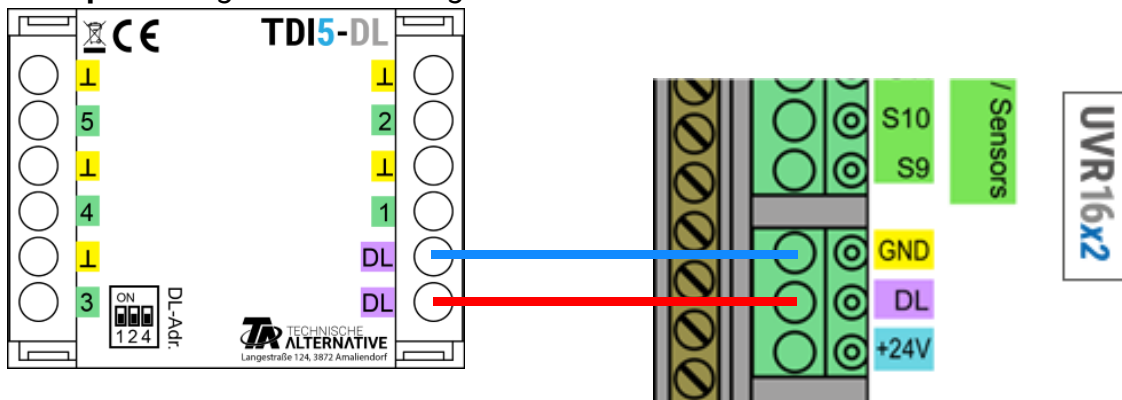 CE TDI5-DL
⊥ ⊥
5 2
⊥ ⊥
4 1
⊥ DL
3 DL
ON
1 2 4
DL-Adr.
TA TECHNISCHE
ALTERNATIVE
Langestraße 124, 3872 Amaliendorf
S10
S9
/ Sensors
GND
DL
+24V
UVR16x2